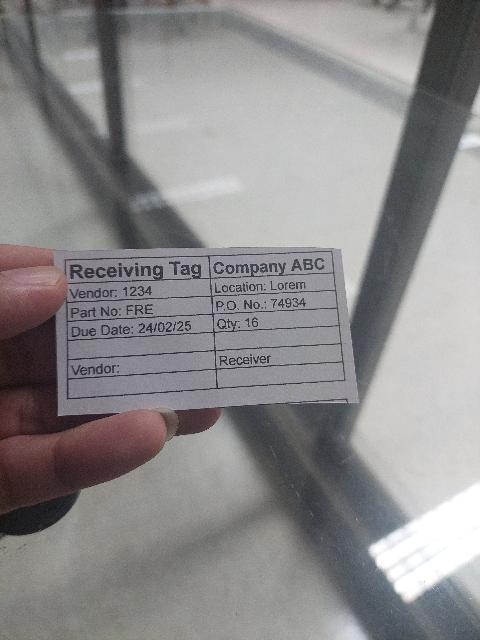 Receiving Tag Company ABC
Vendor: 1234 Location: Lorem
Part No: FRE P.O. No.: 74934
Due Date: 24/02/25 Qty: 16
Vendor: Receiver